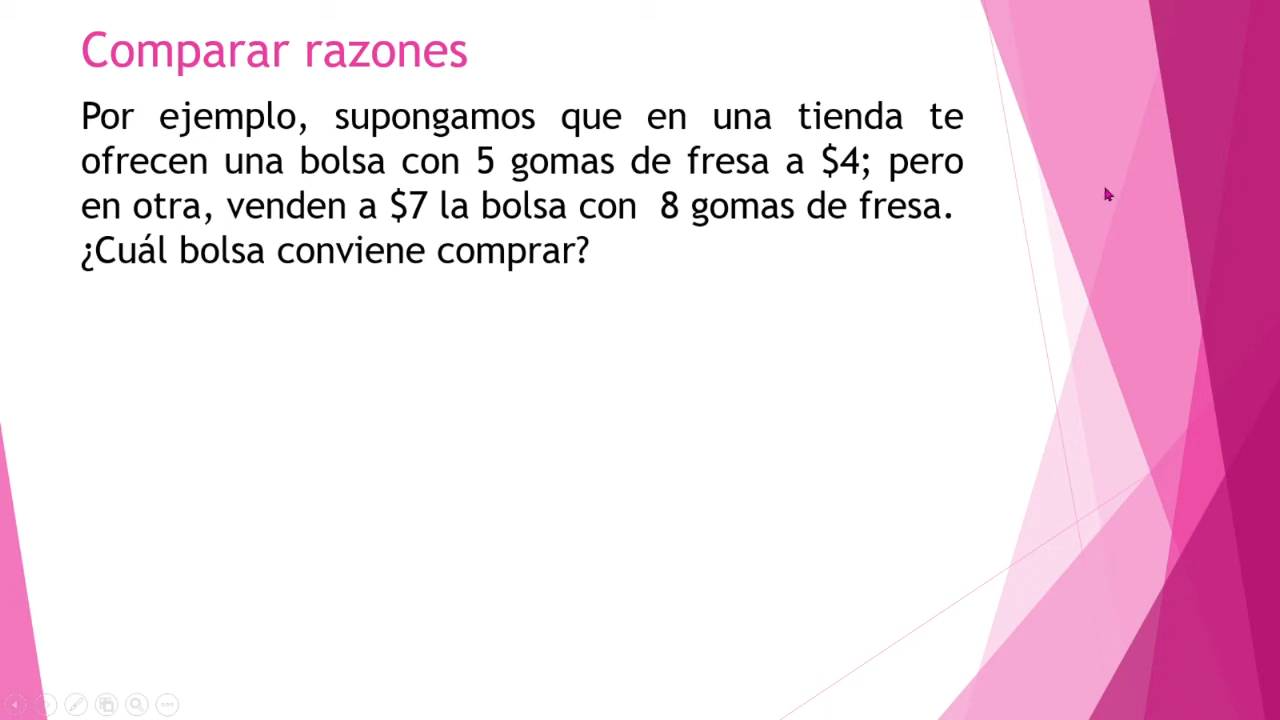 Comparar razones
Por ejemplo, supongamos que en una tienda te
ofrecen una bolsa con 5 gomas de fresa a $4; pero
en otra, venden a $7 la bolsa con 8 gomas de fresa.
¿Cuál bolsa conviene comprar?